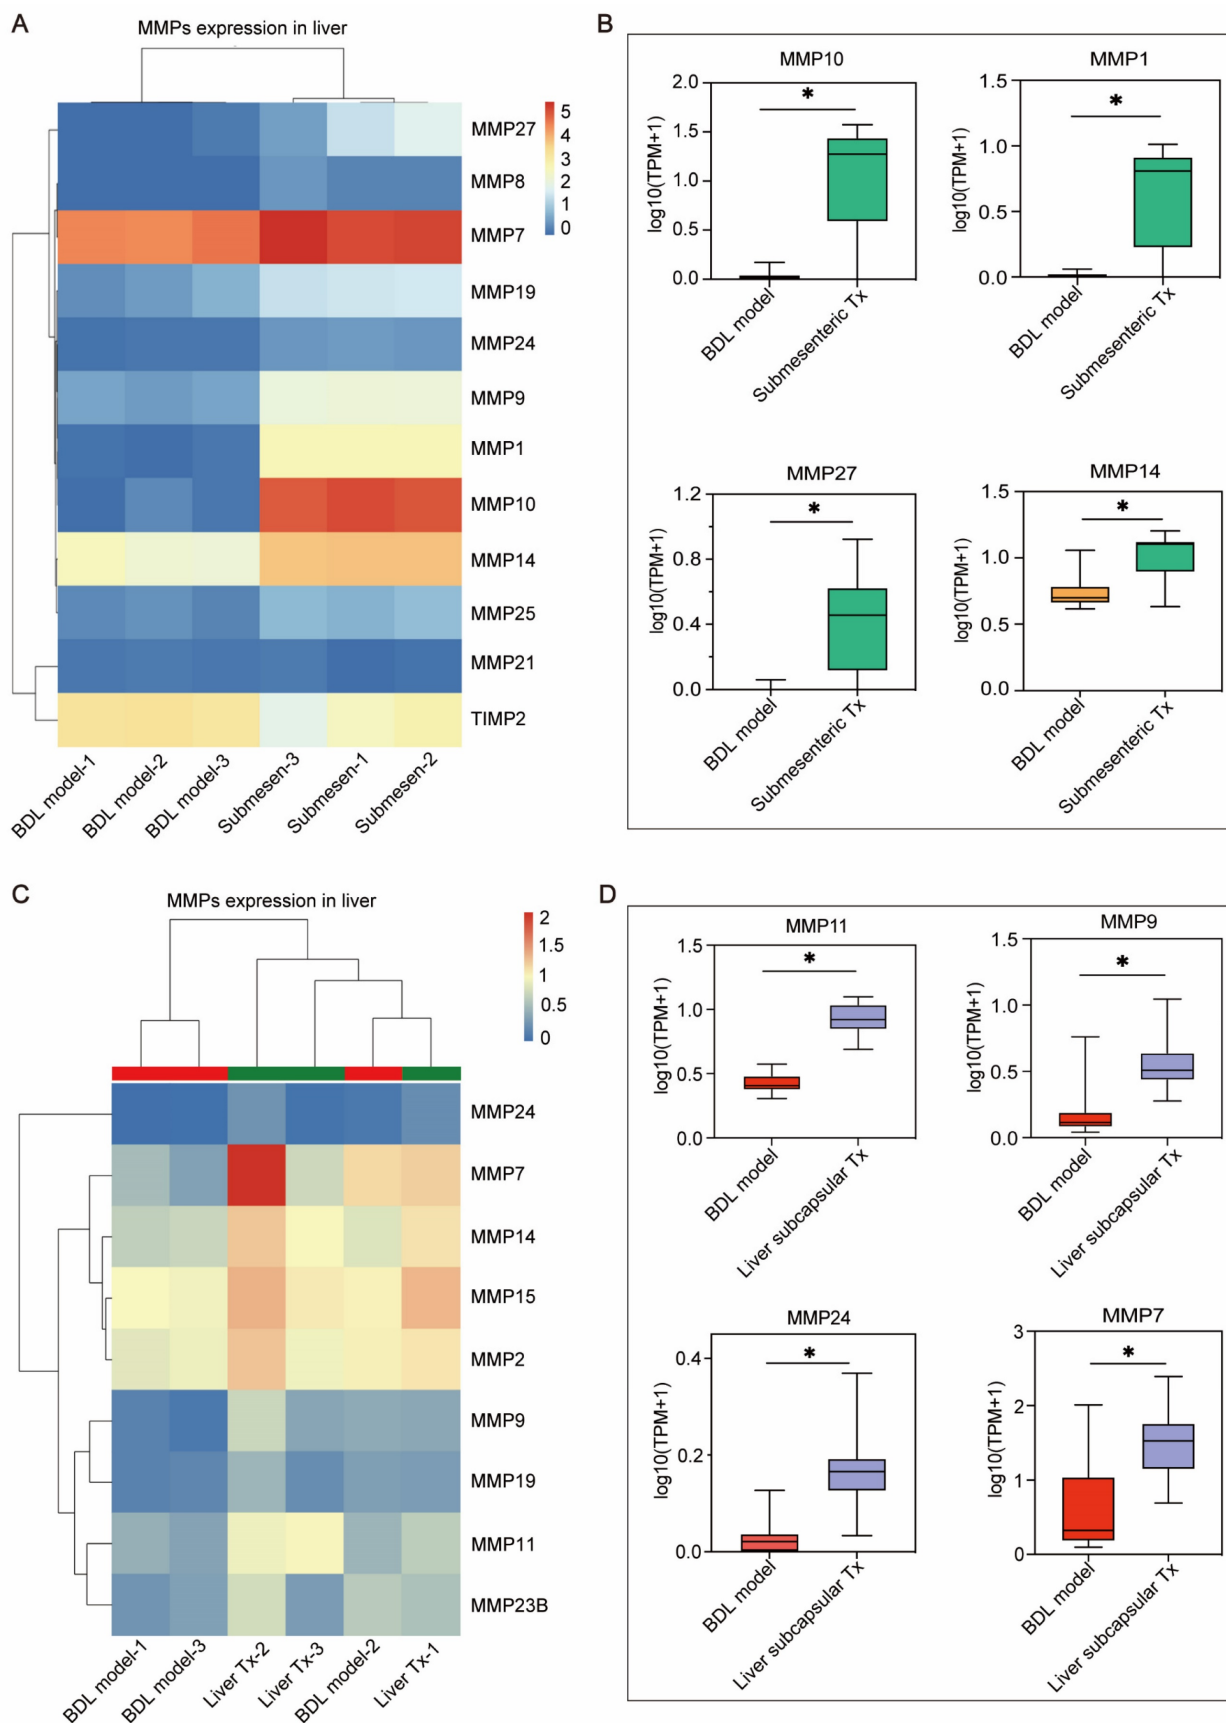 A
MMPs expression in liver
MMP27
MMP8
MMP7
MMP19
MMP24
MMP9
MMP1
MMP10
MMP14
MMP25
MMP21
TIMP2
5
4
3
2
1
0
BDL model-1
BDL model-2
BDL model-3
Submesen-3
Submesen-1
Submesen-2
B
MMP10
log10(TPM+1)
2.0
1.5
1.0
0.5
0.0
*
BDL model
Submesenteric Tx
MMP1
log10(TPM+1)
1.5
1.0
0.5
0.0
*
BDL model
Submesenteric Tx
MMP27
log10(TPM+1)
1.2
0.8
0.4
0.0
*
BDL model
Submesenteric Tx
MMP14
log10(TPM+1)
1.5
1.0
0.5
0.0
*
BDL model
Submesenteric Tx
C
MMPs expression in liver
2
1.5
1
0.5
0
MMP24
MMP7
MMP14
MMP15
MMP2
MMP9
MMP19
MMP11
MMP23B
BDL model-1
BDL model-3
Liver Tx-2
Liver Tx-3
BDL model-2
Liver Tx-1
D
MMP11
log10(TPM+1)
1.5
1.0
0.5
0.0
*
BDL model
Liver subcapsular Tx
MMP9
log10(TPM+1)
1.5
1.0
0.5
0.0
*
BDL model
Liver subcapsular Tx
MMP24
log10(TPM+1)
0.4
0.2
0.0
*
BDL model
Liver subcapsular Tx
MMP7
log10(TPM+1)
3
2
1
0
*
BDL model
Liver subcapsular Tx